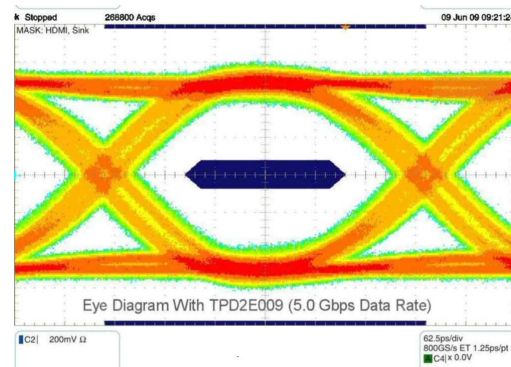 k Stopped 268800 Acqs 09 Jun 09 09:21:2
MASK: HDMI, Sink
Eye Diagram With TPD2E009 (5.0 Gbps Data Rate)
C2 200mV Ω 62.5ps/div
800GS/s ET 1.25ps/pt
A C4 x 0.0V